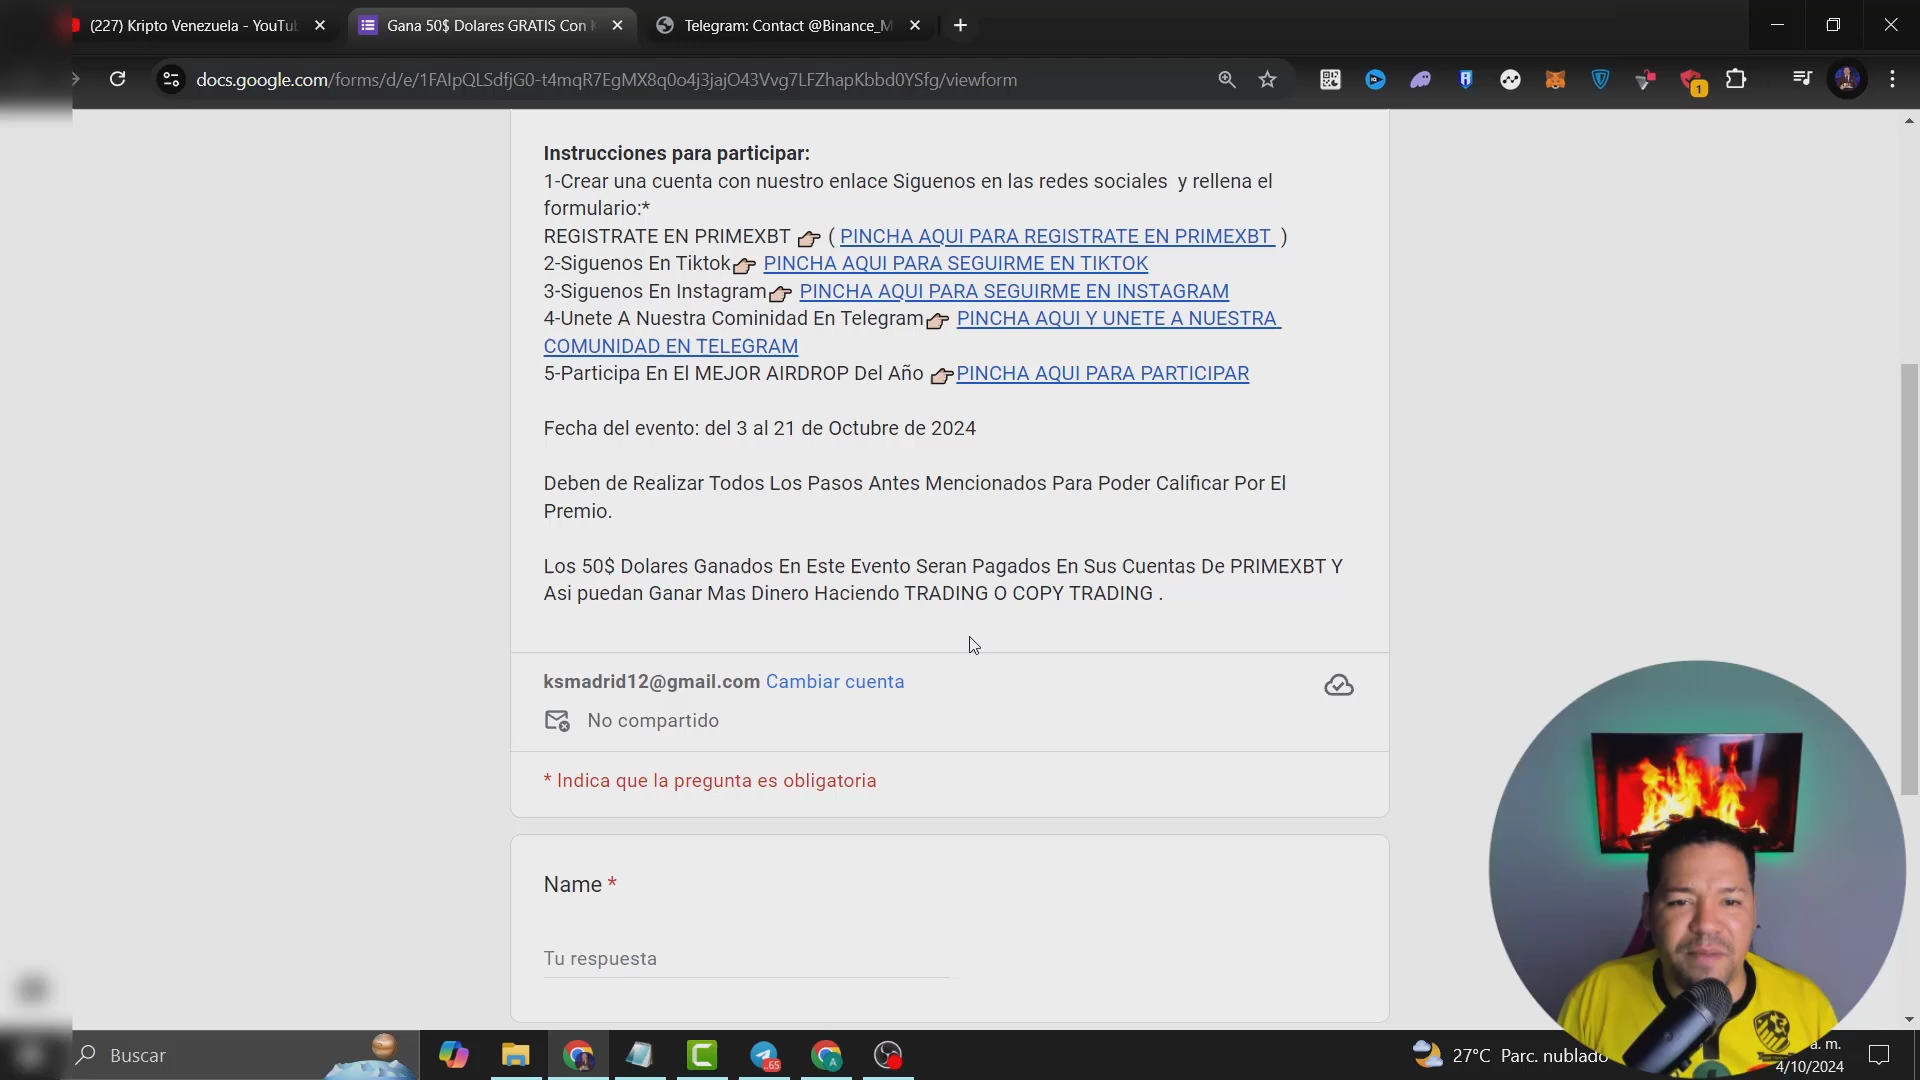 (227) Kripto Venezuela - YouTu
Gana 50$ Dolares GRATIS Con
Telegram: Contact @Binance_M
docs.google.com/forms/d/e/1FAIpQLSdfjG0-t4mqR7EgMX8q0o4j3jajO43Vvg7LFZhapKbbd0YSfg/viewform
1
Instrucciones para participar:
1-Crear una cuenta con nuestro enlace Siguenos en las redes sociales y rellena el
formulario:*
REGISTRATE EN PRIMEXBT 👉 ( PINCHA AQUI PARA REGISTRATE EN PRIMEXBT )
2-Siguenos En Tiktok👉 PINCHA AQUI PARA SEGUIRME EN TIKTOK
3-Siguenos En Instagram👉 PINCHA AQUI PARA SEGUIRME EN INSTAGRAM
4-Unete A Nuestra Cominidad En Telegram👉 PINCHA AQUI Y UNETE A NUESTRA
COMUNIDAD EN TELEGRAM
5-Participa En El MEJOR AIRDROP Del Año 👉PINCHA AQUI PARA PARTICIPAR
Fecha del evento: del 3 al 21 de Octubre de 2024
Deben de Realizar Todos Los Pasos Antes Mencionados Para Poder Calificar Por El
Premio.
Los 50$ Dolares Ganados En Este Evento Seran Pagados En Sus Cuentas De PRIMEXBT Y
Asi puedan Ganar Mas Dinero Haciendo TRADING O COPY TRADING .
ksmadrid12@gmail.com Cambiar cuenta
No compartido
* Indica que la pregunta es obligatoria
Name *
Tu respuesta
Buscar
65
27°C Parc. nublado
a. m.
4/10/2024